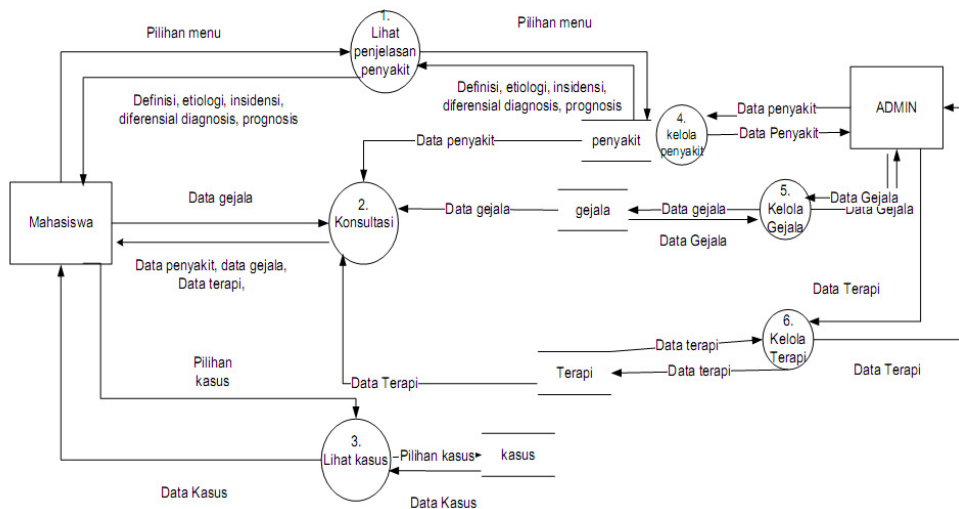 1.
Lihat
penjelasan
penyakit
Pilihan menu
Pilihan menu
Definisi, etiologi, insidensi,
diferensial diagnosis, prognosis
Definisi, etiologi, insidensi,
diferensial diagnosis, prognosis
Data penyakit
penyakit
4.
kelola
penyakit
Data penyakit
Data Penyakit
ADMIN
Mahasiswa
Data gejala
2.
Konsultasi
Data gejala
gejala
Data gejala
Data Gejala
5.
Kelola
Gejala
Data Gejala
Data Gejala
Data penyakit, data gejala,
Data terapi,
Data Terapi
6.
Kelola
Terapi
Data terapi
Data terapi
Terapi
Data Terapi
Data Terapi
Pilihan
kasus
3.
Lihat kasus
Pilihan kasus
kasus
Data Kasus
Data Kasus